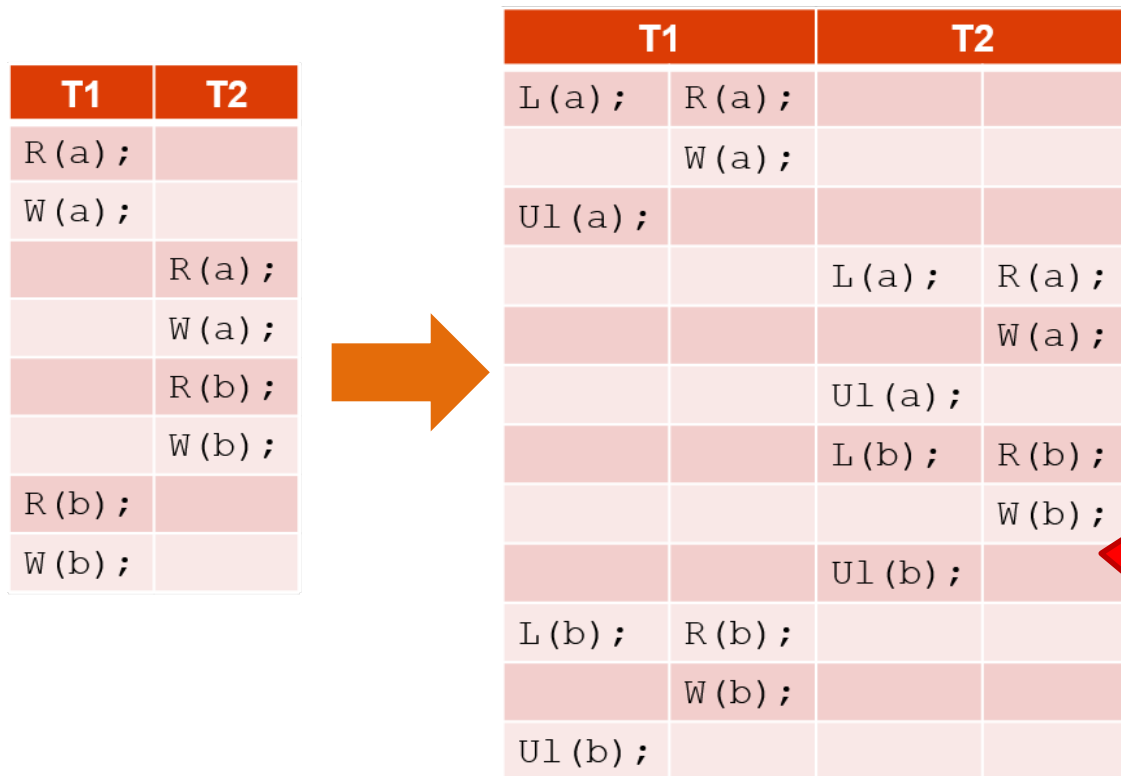 T1 T2
R(a);
W(a);
R(a);
W(a);
R(b);
W(b);
R(b);
W(b);
T1 T2
L(a); R(a);
W(a);
Ul(a);
L(a); R(a);
W(a);
Ul(a);
L(b); R(b);
W(b);
Ul(b);
L(b); R(b);
W(b);
Ul(b);